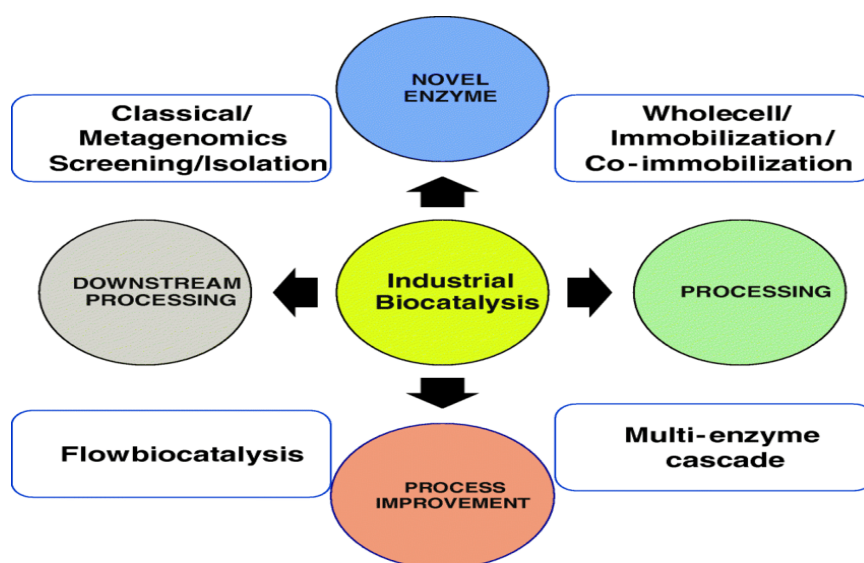 NOVEL
ENZYME
Classical/
Metagenomics
Screening/Isolation
Wholecell/
Immobilization/
Co-immobilization
DOWNSTREAM
PROCESSING
Industrial
Biocatalysis
PROCESSING
Flowbiocatalysis
Multi-enzyme
cascade
PROCESS
IMPROVEMENT